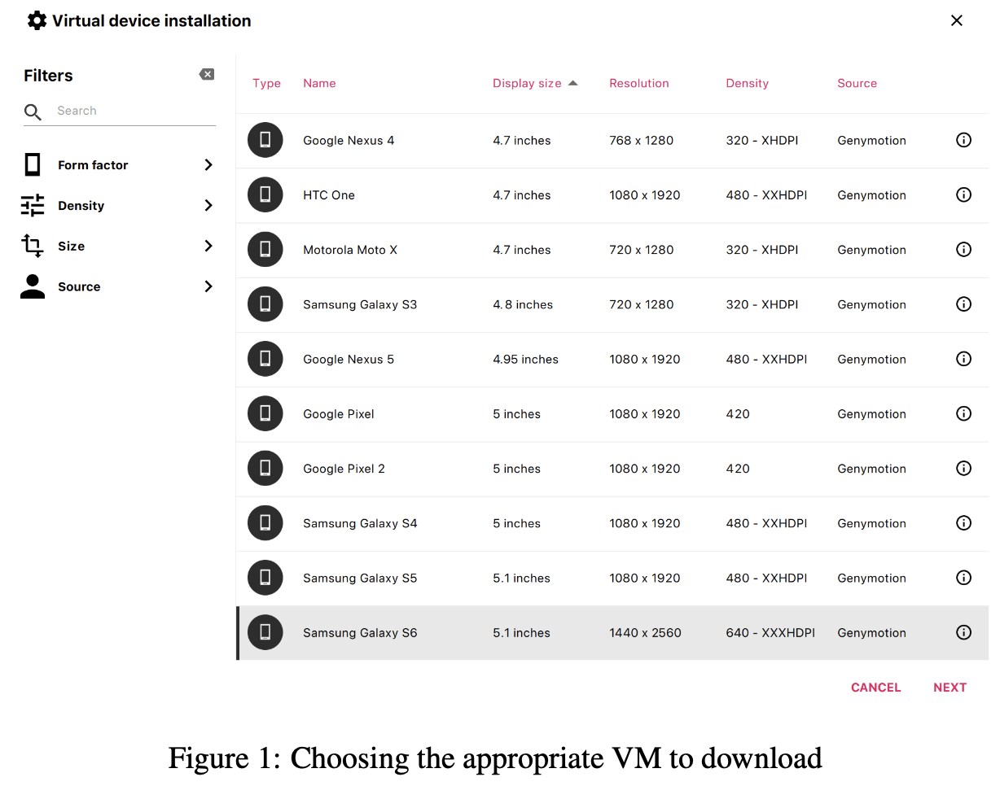 Virtual device installation
Filters
Search
Form factor
Density
Size
Source
Type Name Display size Resolution Density Source
Google Nexus 4 4.7 inches 768 x 1280 320 - XHDPI Genymotion
HTC One 4.7 inches 1080 x 1920 480 - XXHDPI Genymotion
Motorola Moto X 4.7 inches 720 x 1280 320 - XHDPI Genymotion
Samsung Galaxy S3 4.8 inches 720 x 1280 320 - XHDPI Genymotion
Google Nexus 5 4.95 inches 1080 x 1920 480 - XXHDPI Genymotion
Google Pixel 5 inches 1080 x 1920 420 Genymotion
Google Pixel 2 5 inches 1080 x 1920 420 Genymotion
Samsung Galaxy S4 5 inches 1080 x 1920 480 - XXHDPI Genymotion
Samsung Galaxy S5 5.1 inches 1080 x 1920 480 - XXHDPI Genymotion
Samsung Galaxy S6 5.1 inches 1440 x 2560 640 - XXXHDPI Genymotion
CANCEL NEXT
Figure 1: Choosing the appropriate VM to download